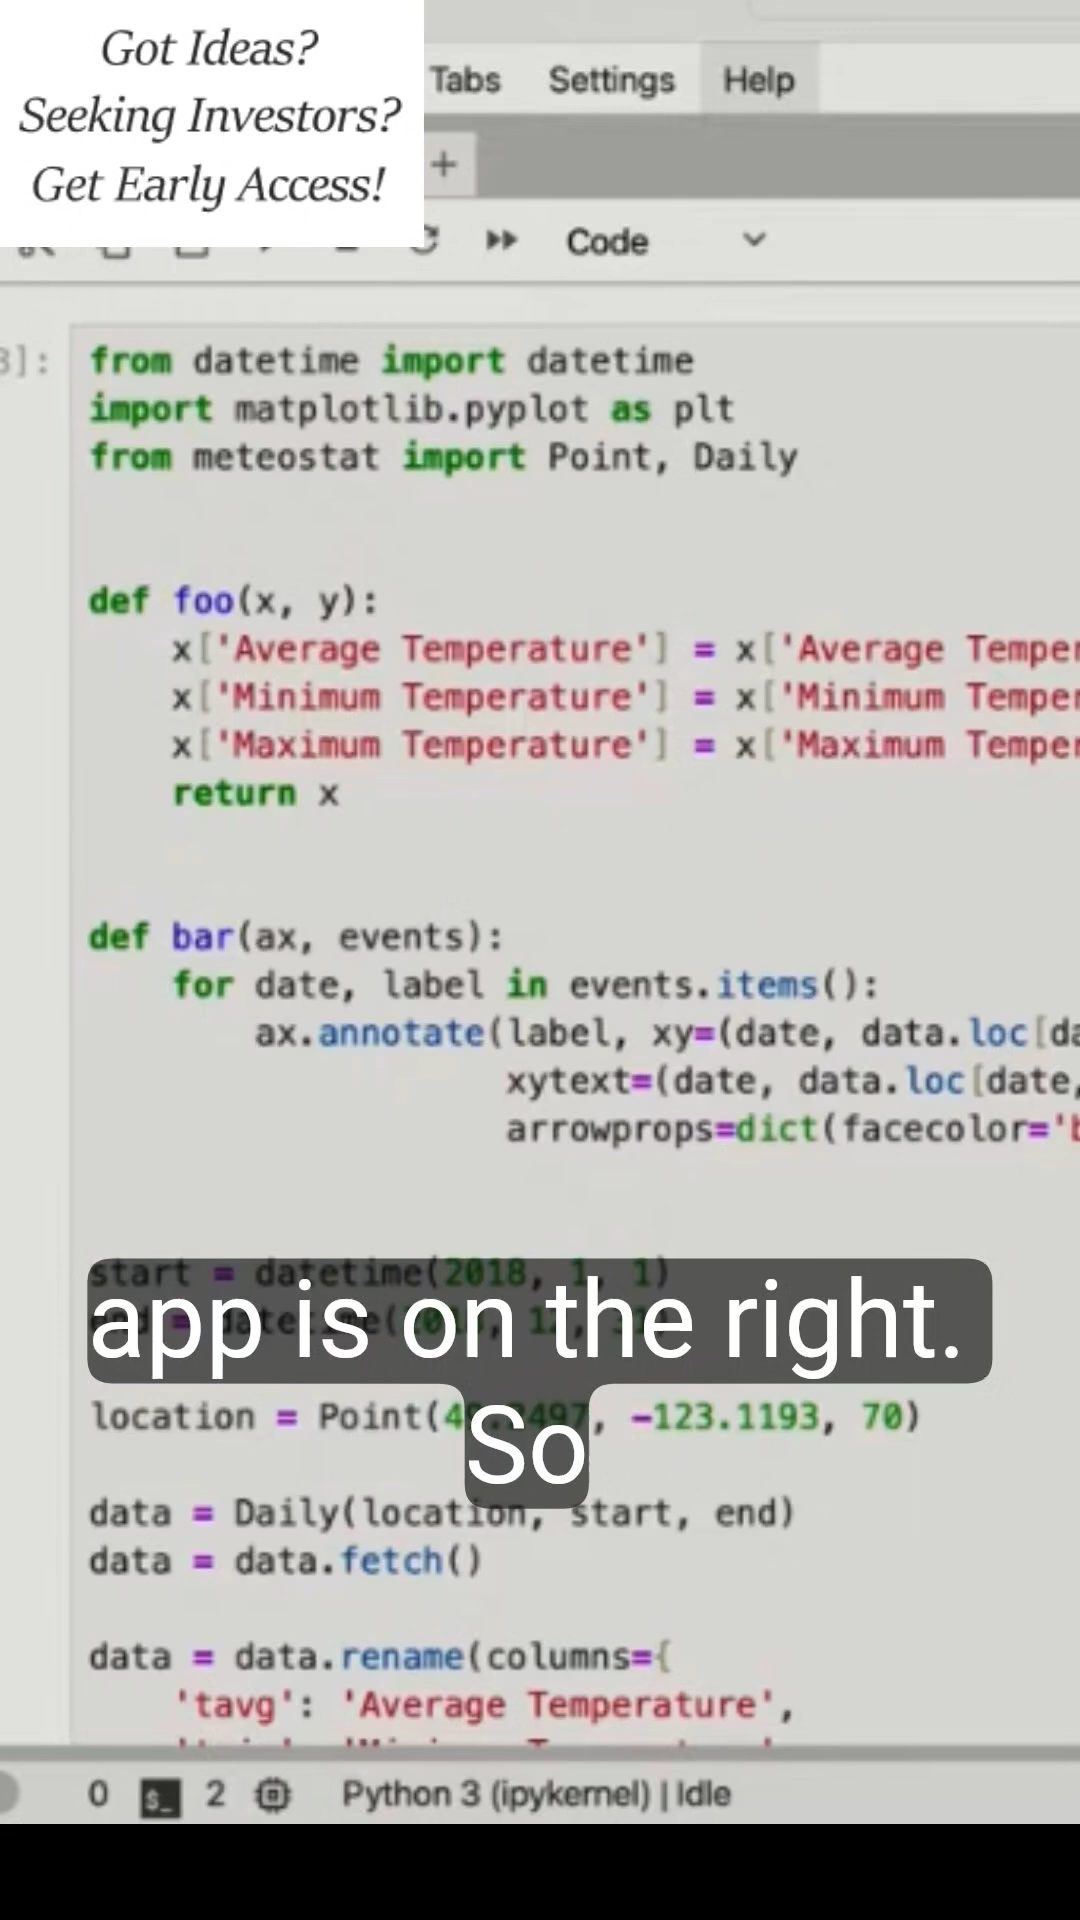 Got Ideas?
Seeking Investors?
Get Early Access!
Tabs Settings Help
+
Code
]:
from datetime import datetime
import matplotlib.pyplot as plt
from meteostat import Point, Daily
def foo(x, y):
x['Average Temperature'] = x['Average
x['Minimum Temperature'] = x['Minimum
x['Maximum Temperature'] = x['Maximum
return x
def bar(ax, events):
for date, label in events.items():
ax.annotate(label, xy=(date, data.loc[
xytext=(date, data.loc[date,
arrowprops=dict(facecolor='
start = datetime(2018, 1, 1)
app is on the right.
So
location = Point( , -123.1193, 70)
data = Daily(location, start, end)
data = data.fetch()
data = data.rename(columns={
'tavg': 'Average Temperature',
0 $_ 2 Python 3 (ipykernel) | Idle